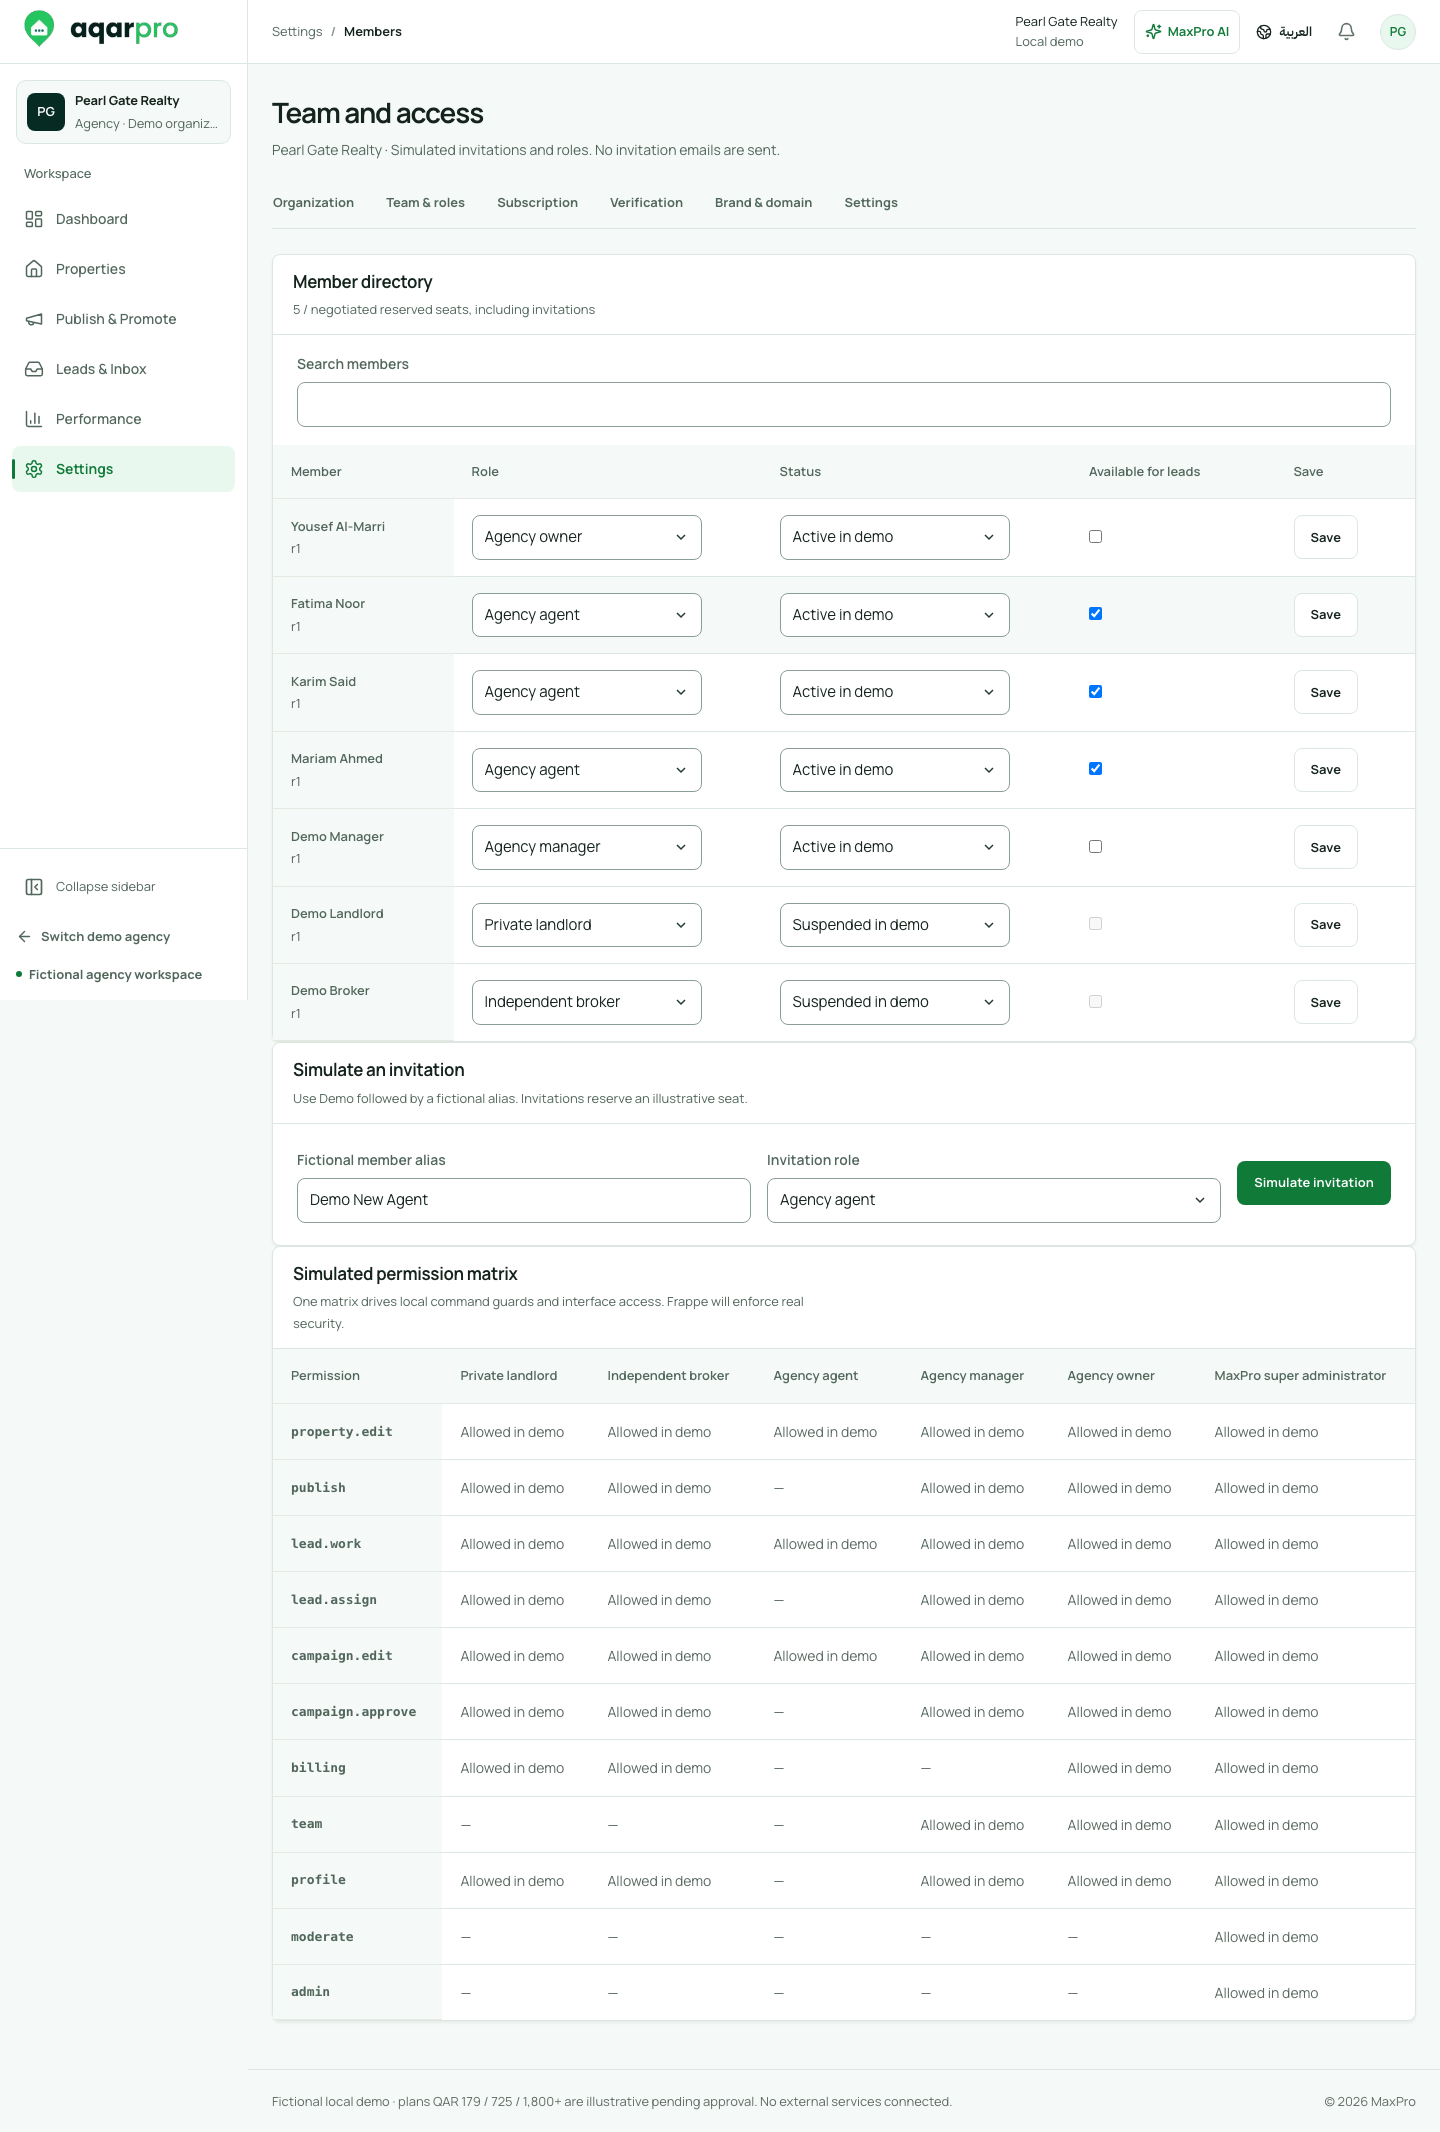 aqarpro
Settings / Members
Pearl Gate Realty
Local demo
MaxPro AI
العربية
PG
PG
Pearl Gate Realty
Agency · Demo organiz...
Workspace
Dashboard
Properties
Publish & Promote
Leads & Inbox
Performance
Settings
Collapse sidebar
Switch demo agency
Fictional agency workspace
Team and access
Pearl Gate Realty · Simulated invitations and roles. No invitation emails are sent.
Organization Team & roles Subscription Verification Brand & domain Settings
Member directory
5 / negotiated reserved seats, including invitations
Search members
Member Role Status Available for leads Save
Yousef Al-Marri
r1
Agency owner Active in demo Save
Fatima Noor
r1
Agency agent Active in demo Save
Karim Said
r1
Agency agent Active in demo Save
Mariam Ahmed
r1
Agency agent Active in demo Save
Demo Manager
r1
Agency manager Active in demo Save
Demo Landlord
r1
Private landlord Suspended in demo Save
Demo Broker
r1
Independent broker Suspended in demo Save
Simulate an invitation
Use Demo followed by a fictional alias. Invitations reserve an illustrative seat.
Fictional member alias Invitation role
Demo New Agent Agency agent Simulate invitation
Simulated permission matrix
One matrix drives local command guards and interface access. Frappe will enforce real
security.
Permission Private landlord Independent broker Agency agent Agency manager Agency owner MaxPro super administrator
property.edit Allowed in demo Allowed in demo Allowed in demo Allowed in demo Allowed in demo Allowed in demo
publish Allowed in demo Allowed in demo — Allowed in demo Allowed in demo Allowed in demo
lead.work Allowed in demo Allowed in demo Allowed in demo Allowed in demo Allowed in demo Allowed in demo
lead.assign Allowed in demo Allowed in demo — Allowed in demo Allowed in demo Allowed in demo
campaign.edit Allowed in demo Allowed in demo Allowed in demo Allowed in demo Allowed in demo Allowed in demo
campaign.approve Allowed in demo Allowed in demo — Allowed in demo Allowed in demo Allowed in demo
billing Allowed in demo Allowed in demo — — Allowed in demo Allowed in demo
team — — — Allowed in demo Allowed in demo Allowed in demo
profile Allowed in demo Allowed in demo — Allowed in demo Allowed in demo Allowed in demo
moderate — — — — — Allowed in demo
admin — — — — — Allowed in demo
Fictional local demo · plans QAR 179 / 725 / 1,800+ are illustrative pending approval. No external services connected.
© 2026 MaxPro